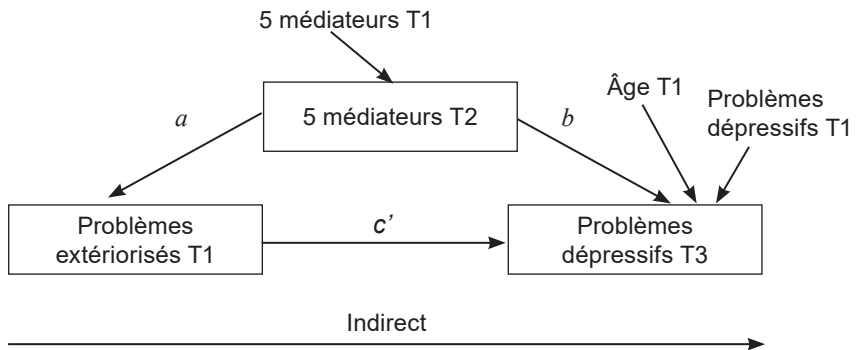 5 médiateurs T1
5 médiateurs T2
a
b
Âge T1
Problèmes
dépressifs T1
Problèmes
extériorisés T1
c’
Problèmes
dépressifs T3
Indirect